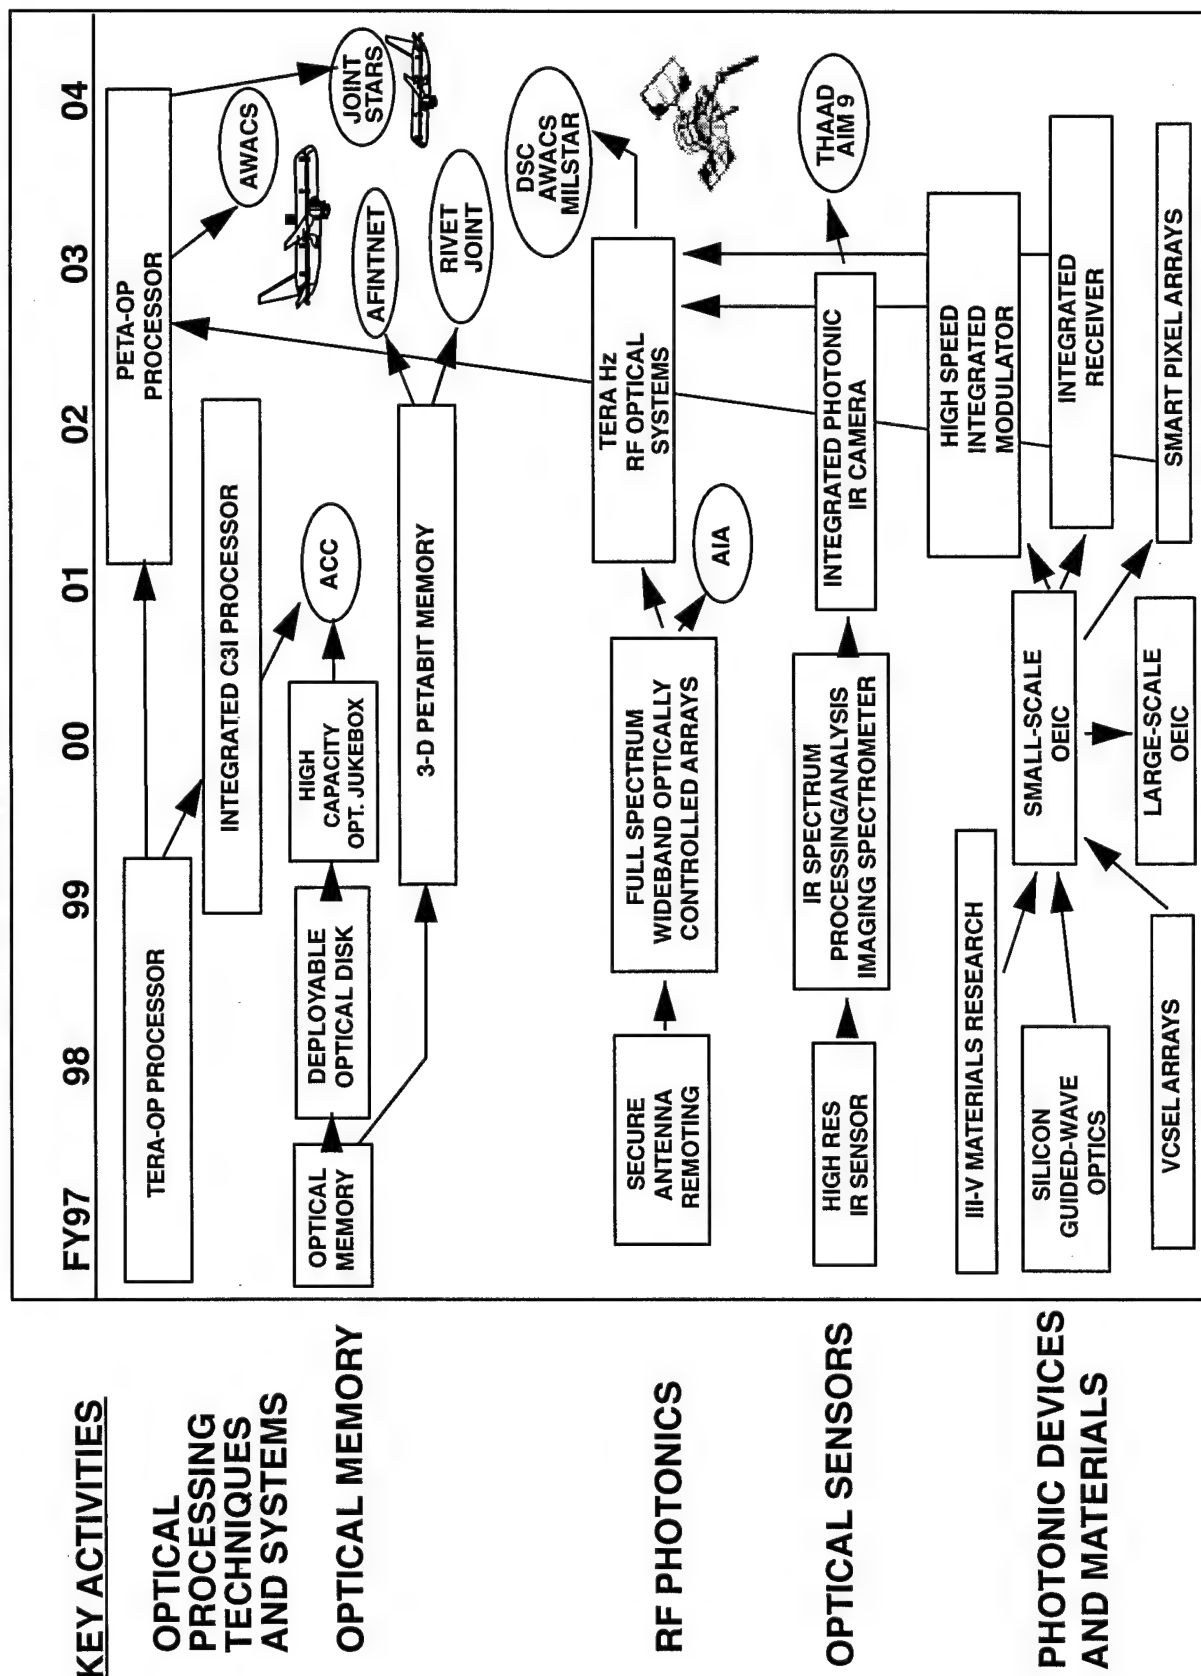 KEY ACTIVITIES
FY97 98 99 00 01 02 03 04
OPTICAL
PROCESSING
TECHNIQUES
AND SYSTEMS
TERA-OP PROCESSOR
PETA-OP
PROCESSOR
INTEGRATED C3I PROCESSOR
AWACS
JOINT
STARS
OPTICAL MEMORY
OPTICAL
MEMORY
DEPLOYABLE
OPTICAL DISK
HIGH
CAPACITY
OPT. JUKEBOX
ACC
3-D PETABIT MEMORY
AFINTNET
RIVET
JOINT
RF PHOTONICS
SECURE
ANTENNA
REMOTING
FULL SPECTRUM
WIDEBAND OPTICALLY
CONTROLLED ARRAYS
AIA
TERA Hz
RF OPTICAL
SYSTEMS
DSC
AWACS
MILSTAR
OPTICAL SENSORS
HIGH RES
IR SENSOR
IR SPECTRUM
PROCESSING/ANALYSIS
IMAGING SPECTROMETER
INTEGRATED PHOTONIC
IR CAMERA
THAAD
AIM 9
PHOTONIC DEVICES
AND MATERIALS
III-V MATERIALS RESEARCH
SILICON
GUIDED-WAVE
OPTICS
VCSEL ARRAYS
SMALL-SCALE
OEIC
LARGE-SCALE
OEIC
HIGH SPEED
INTEGRATED
MODULATOR
INTEGRATED
RECEIVER
SMART PIXEL ARRAYS